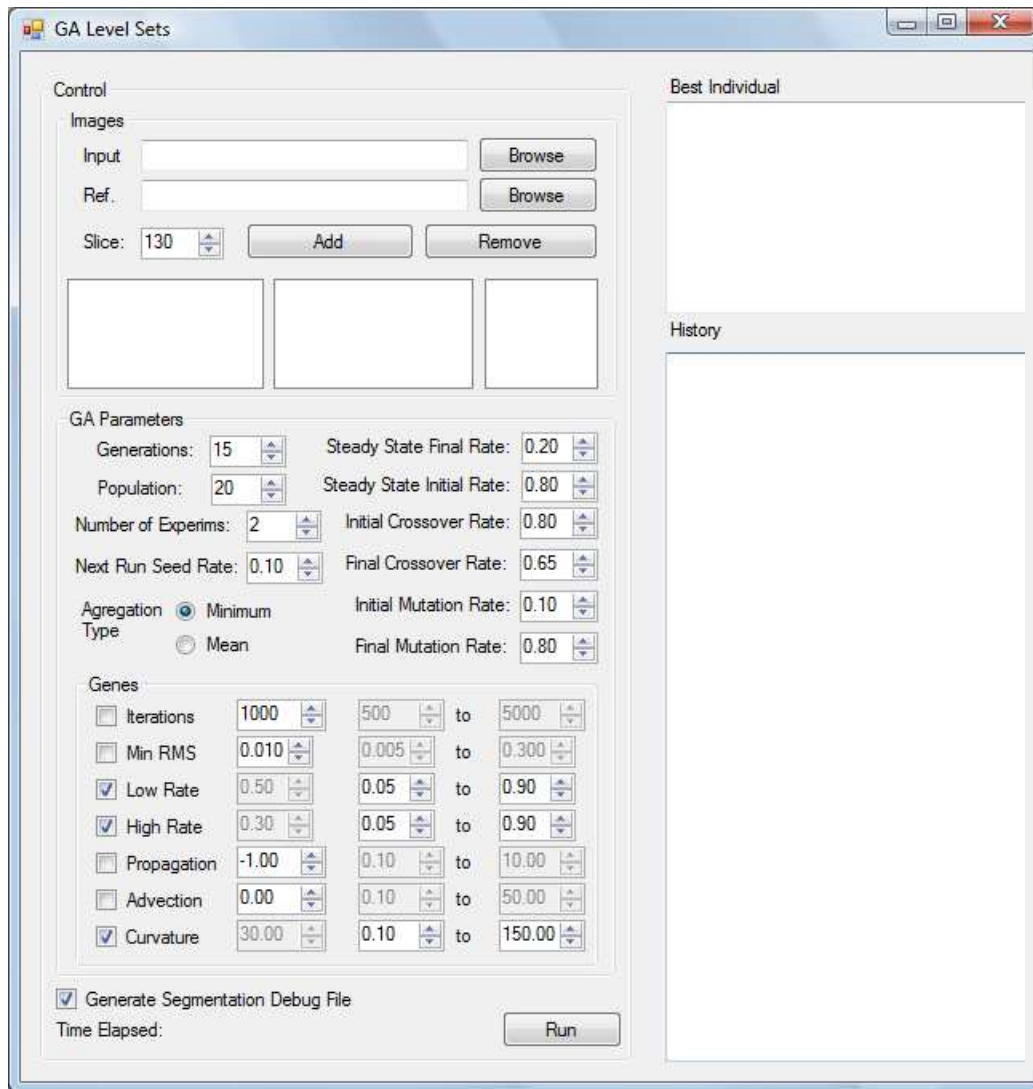 GA Level Sets
Control
Images
Input
Browse
Ref.
Browse
Slice: 130
Add
Remove
GA Parameters
Generations: 15
Population: 20
Number of Experims: 2
Next Run Seed Rate: 0.10
Agregation Type
Minimum
Mean
Steady State Final Rate: 0.20
Steady State Initial Rate: 0.80
Initial Crossover Rate: 0.80
Final Crossover Rate: 0.65
Initial Mutation Rate: 0.10
Final Mutation Rate: 0.80
Genes
Iterations 1000 500 to 5000
Min RMS 0.010 0.005 to 0.300
Low Rate 0.50 0.05 to 0.90
High Rate 0.30 0.05 to 0.90
Propagation -1.00 0.10 to 10.00
Advection 0.00 0.10 to 50.00
Curvature 30.00 0.10 to 150.00
Generate Segmentation Debug File
Time Elapsed:
Run
Best Individual
History